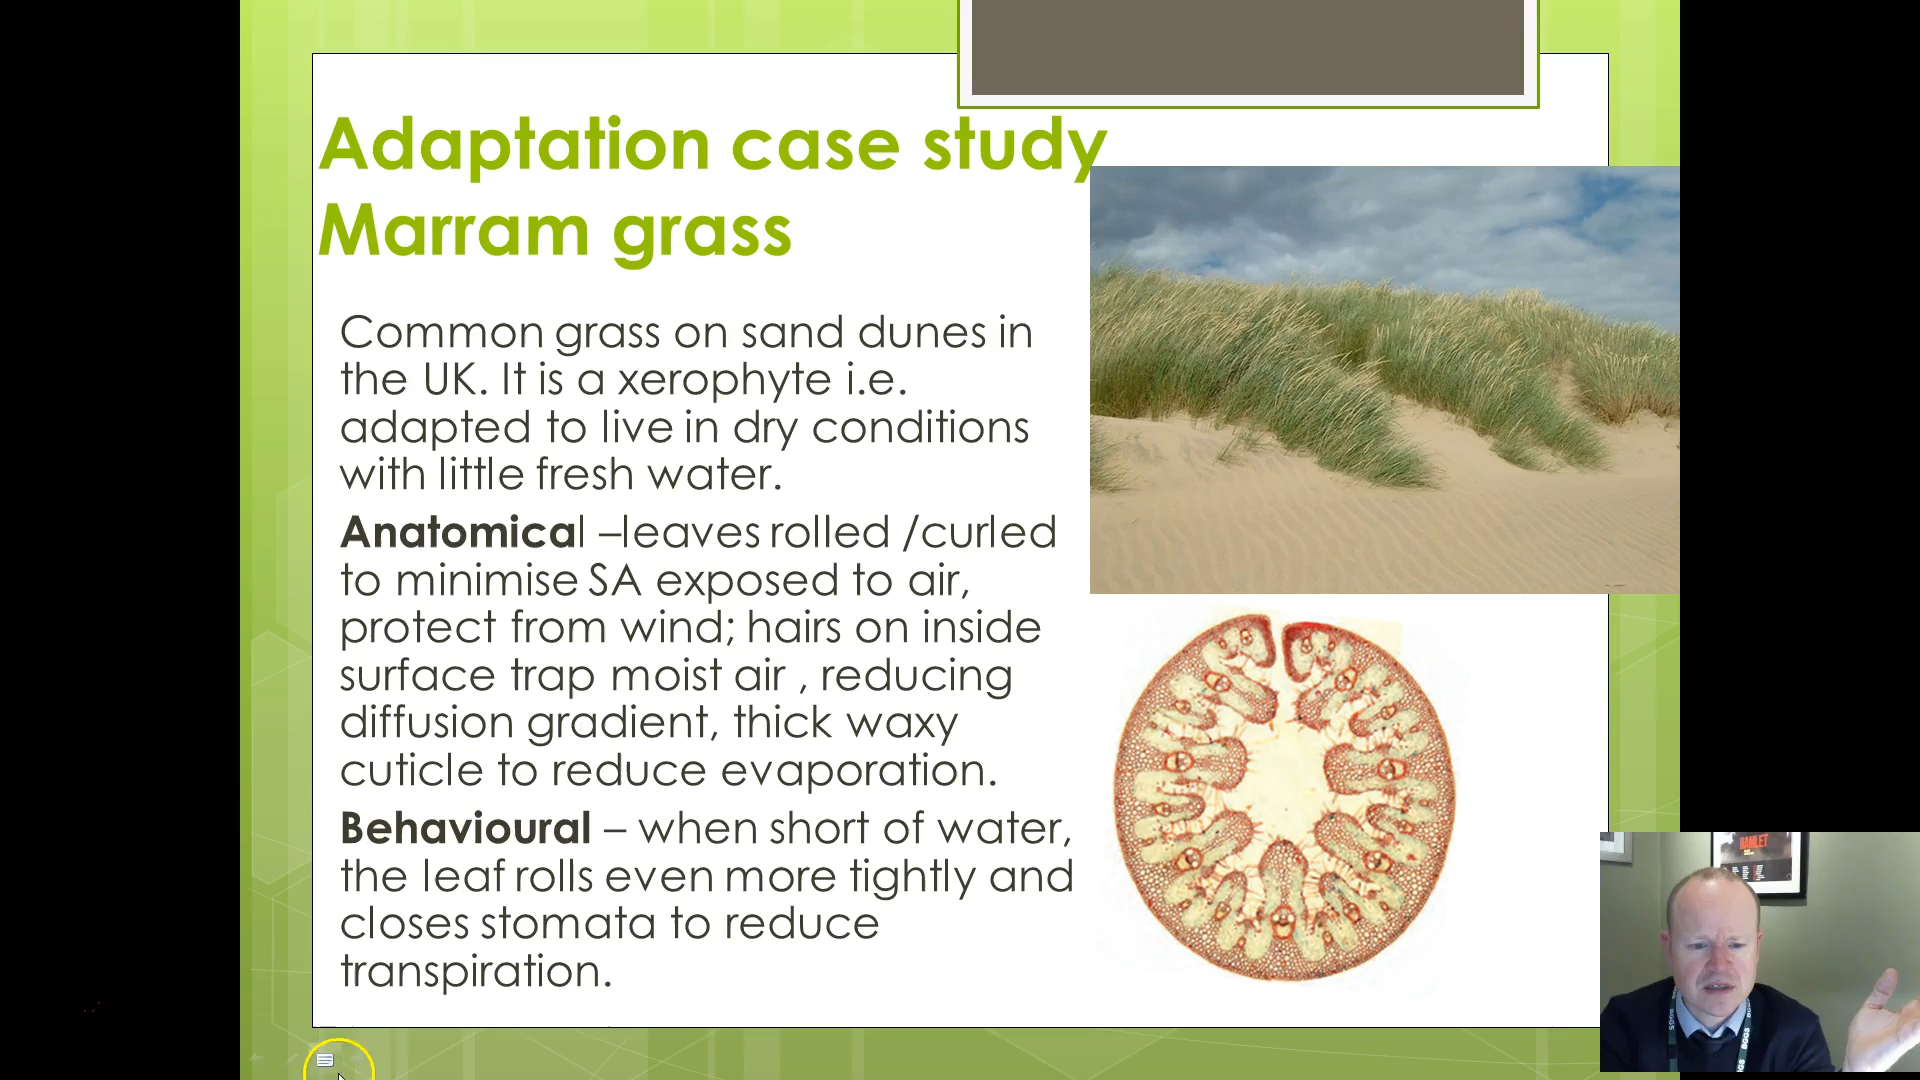 Adaptation case study
Marram grass
Common grass on sand dunes in
the UK. It is a xerophyte i.e.
adapted to live in dry conditions
with little fresh water.
Anatomical –leaves rolled /curled
to minimise SA exposed to air,
protect from wind; hairs on inside
surface trap moist air , reducing
diffusion gradient, thick waxy
cuticle to reduce evaporation.
Behavioural – when short of water,
the leaf rolls even more tightly and
closes stomata to reduce
transpiration.
HAMLET
BGGS
BGGS